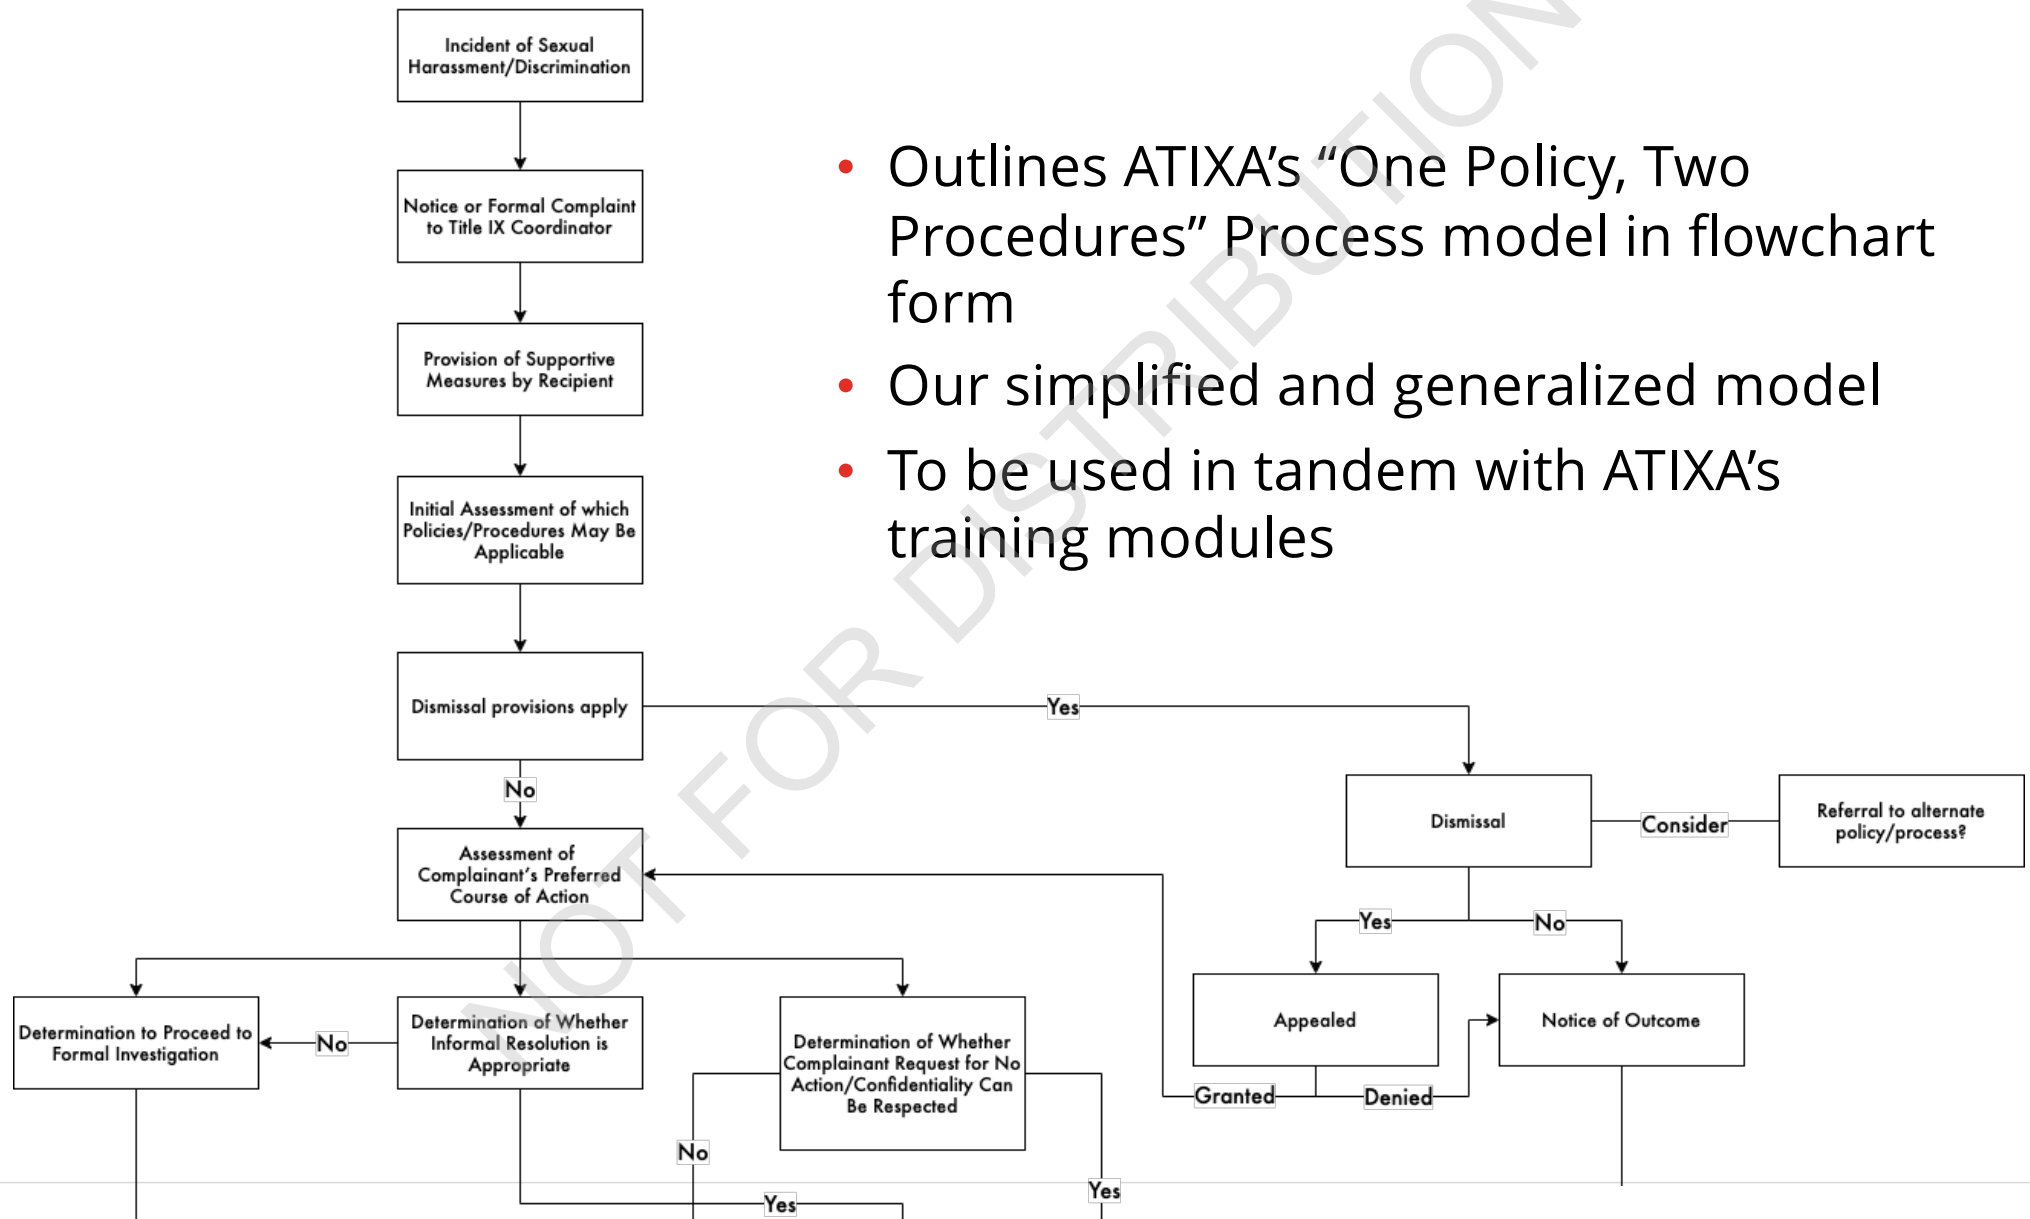 Incident of Sexual
Harassment/Discrimination
Notice or Formal Complaint
to Title IX Coordinator
Provision of Supportive
Measures by Recipient
Initial Assessment of which
Policies/Procedures May Be
Applicable
• Outlines ATIXA’s “One Policy, Two
Procedures” Process model in flowchart
form
• Our simplified and generalized model
• To be used in tandem with ATIXA’s
training modules
Dismissal provisions apply
Yes
No
Dismissal
Consider
Referral to alternate
policy/process?
Assessment of
Complainant’s Preferred
Course of Action
Yes
No
Determination to Proceed to
Formal Investigation
No
Determination of Whether
Informal Resolution is
Appropriate
Determination of Whether
Complainant Request for No
Action/Confidentiality Can
Be Respected
Appealed
Notice of Outcome
Granted
Denied
No
Yes
Yes
NOT FOR DISTRIBUTION